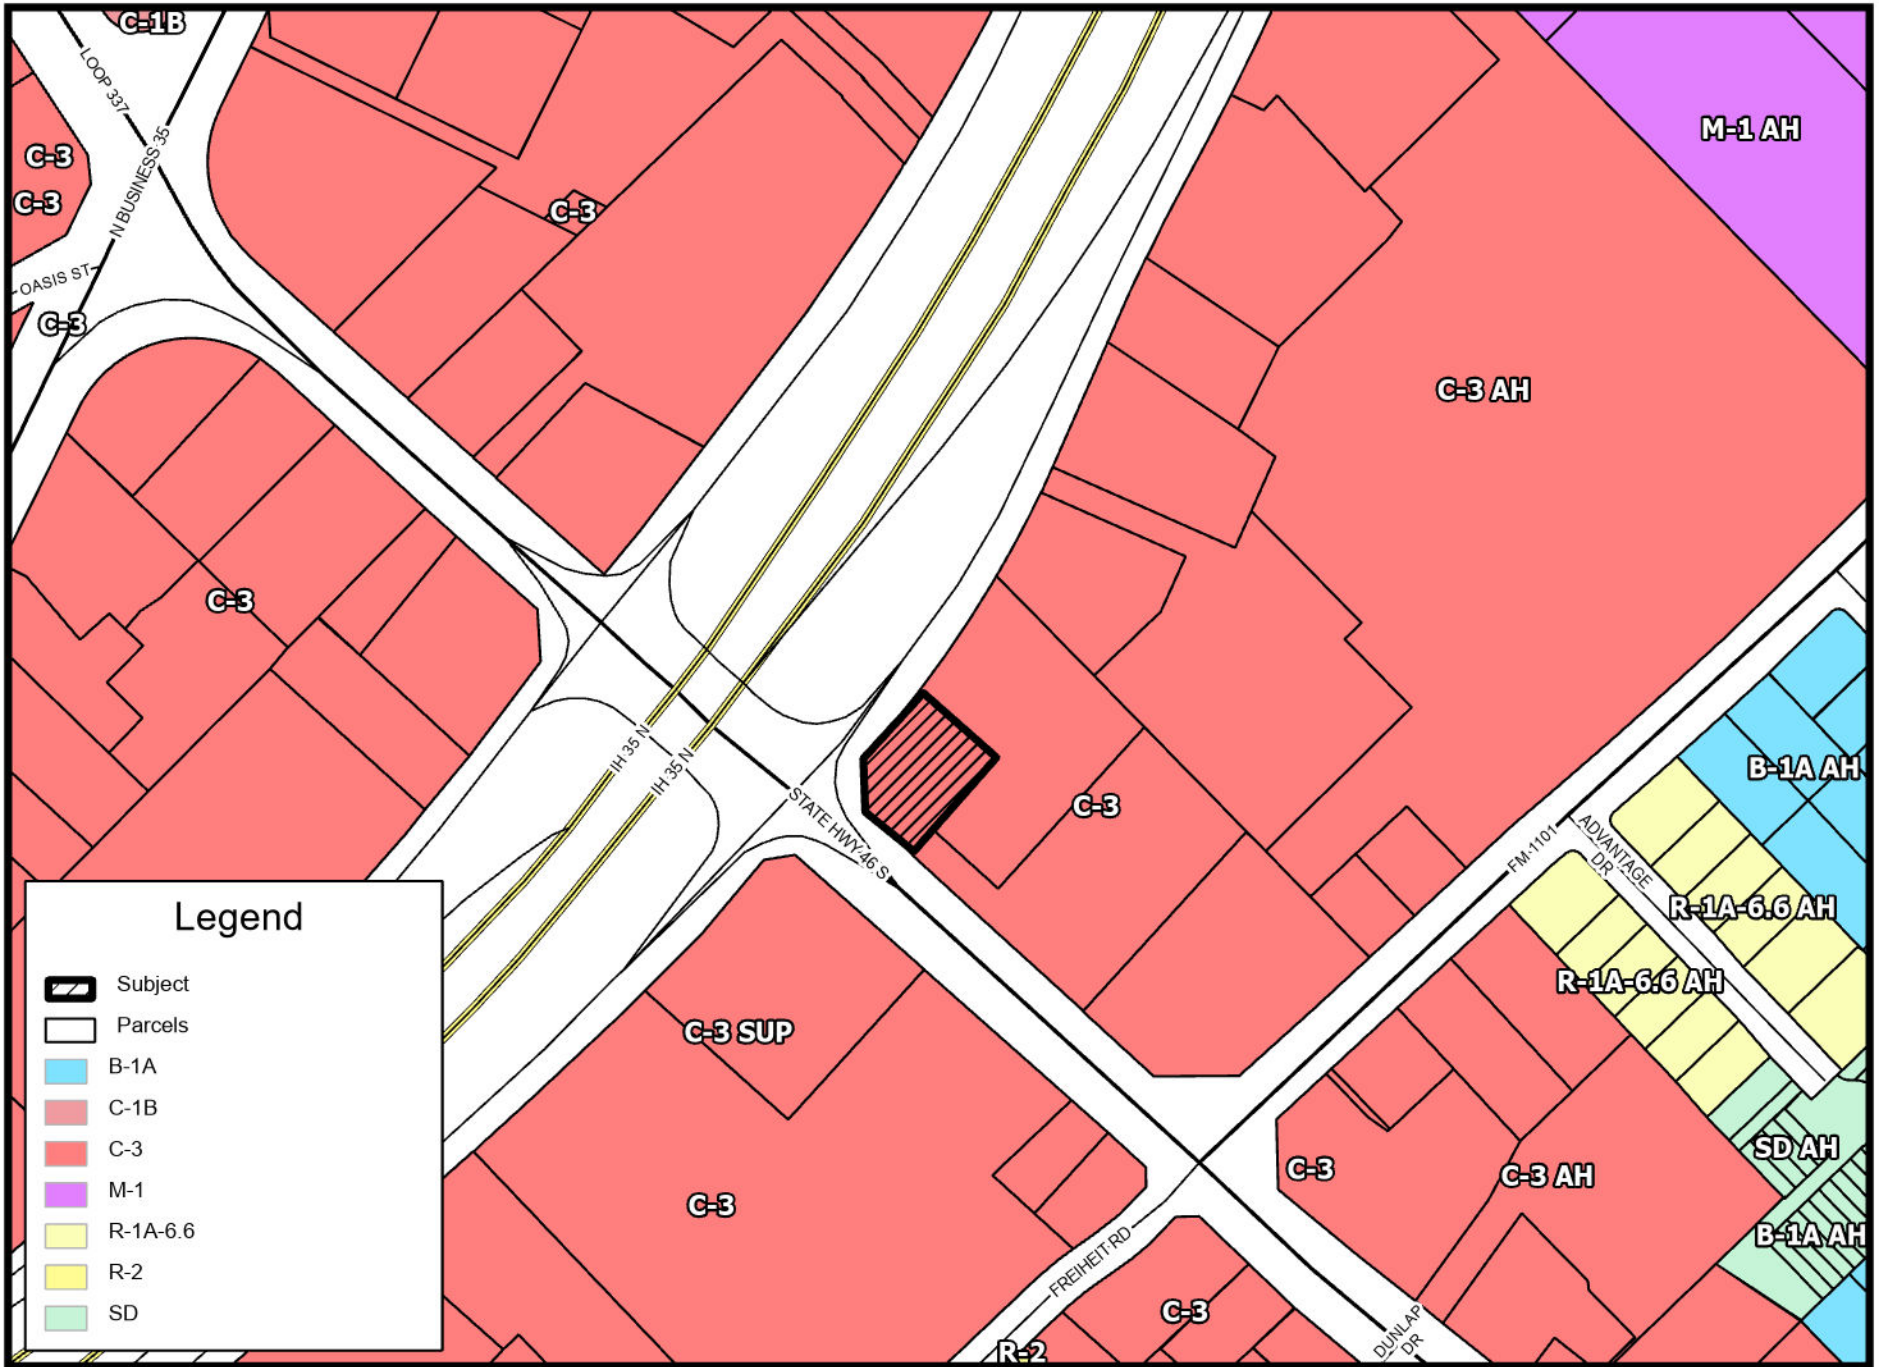 C-1B
LOOP 337
N BUSINESS 35
C-3
C-3
OASIS ST
C-3
C-3
M-1 AH
C-3 AH
C-3
IH 35 N
IH 35 N
STATE HWY 46 S
C-3
B-1A AH
FM 1101
ADVANTAGE
DR
R-1A-6.6 AH
R-1A-6.6 AH
C-3 SUP
C-3
C-3
C-3 AH
SD AH
B-1A AH
FREIHEIT RD
C-3
R-2
DUNLAP
DR
Legend
Subject
Parcels
B-1A
C-1B
C-3
M-1
R-1A-6.6
R-2
SD